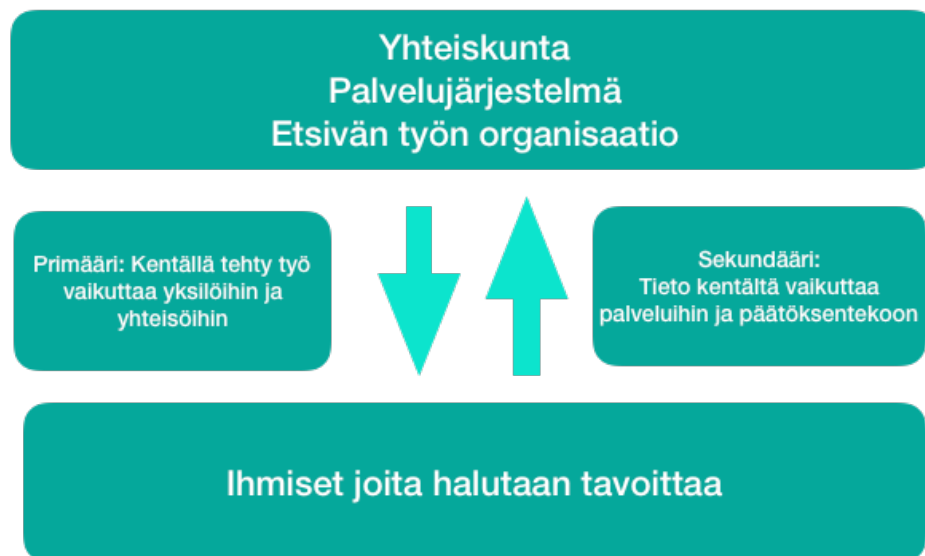 Yhteiskunta
Palvelujärjestelmä
Etsivän työn organisaatio
Primääri: Kentällä tehty työ
vaikuttaa yksilöihin ja
yhteisöihin
Sekundääri:
Tieto kentältä vaikuttaa
palveluihin ja päätöksentekoon
Ihmiset joita halutaan tavoittaa